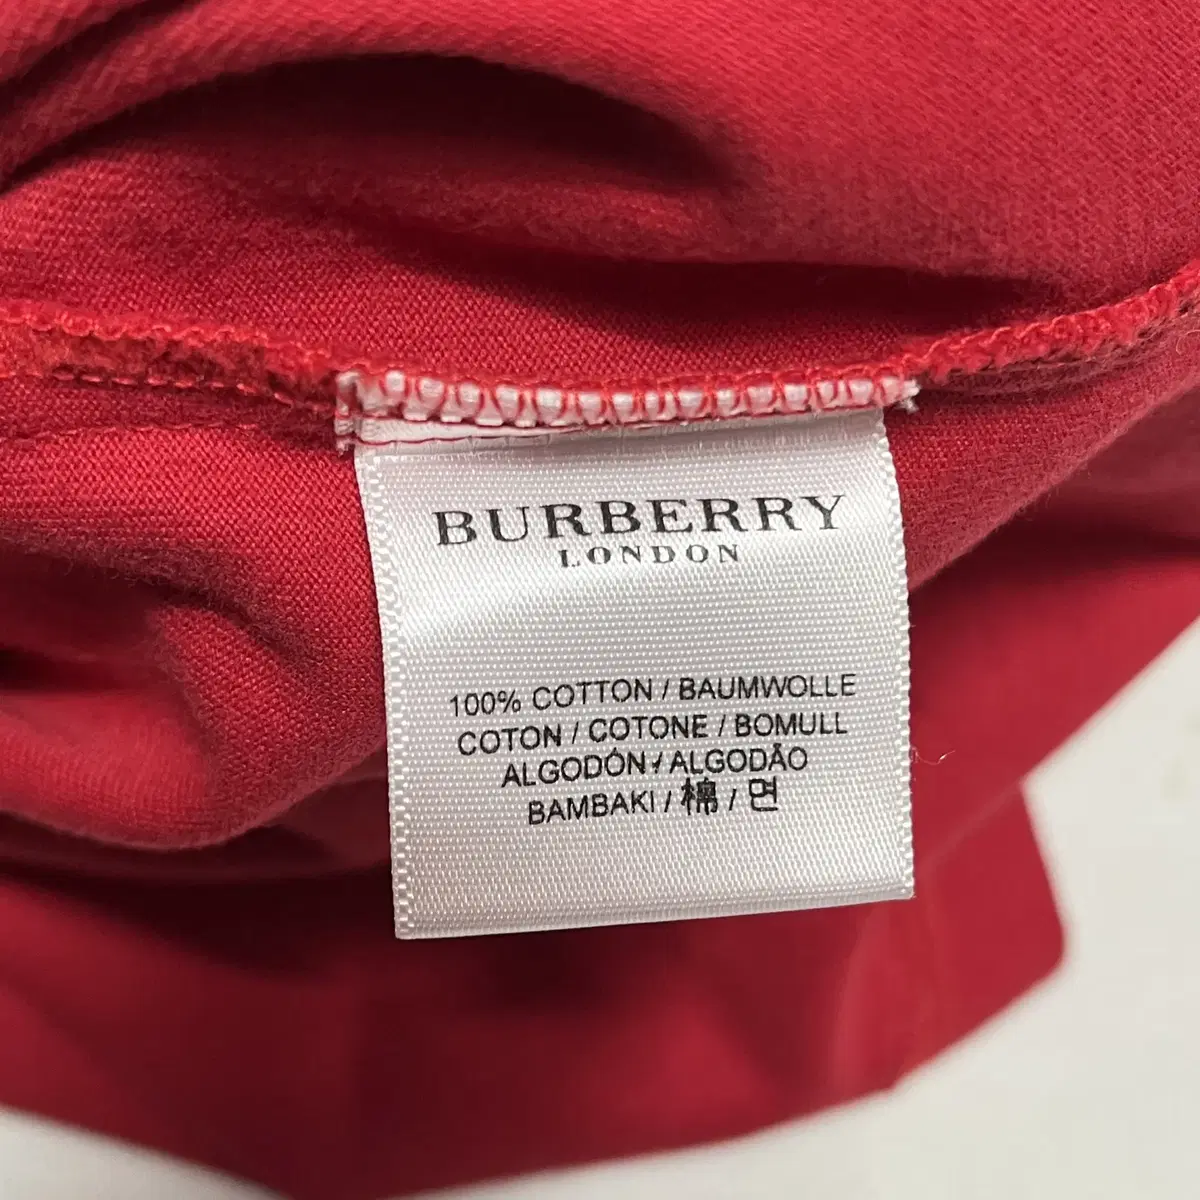 BURBERRY
LONDON
100% COTTON / BAUMWOLLE
COTON / COTONE / BOMULL
ALGODÓN / ALGODÃO
BAMBAKI / 棉 / 면